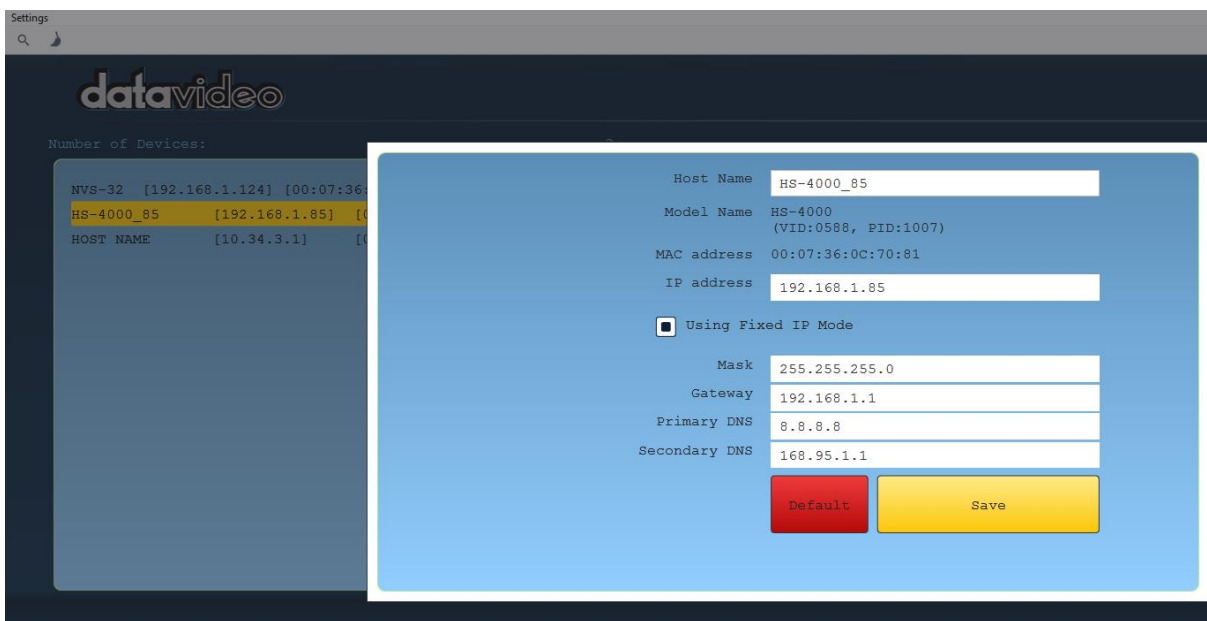 Settings
datavideo
Number of Devices:
NVS-32 [192.168.1.124] [00:07:36:
HS-4000_85 [192.168.1.85] [0
HOST NAME [10.34.3.1] [0
Host Name HS-4000_85
Model Name HS-4000
(VID:0588, PID:1007)
MAC address 00:07:36:0C:70:81
IP address 192.168.1.85
Using Fixed IP Mode
Mask 255.255.255.0
Gateway 192.168.1.1
Primary DNS 8.8.8.8
Secondary DNS 168.95.1.1
Default Save